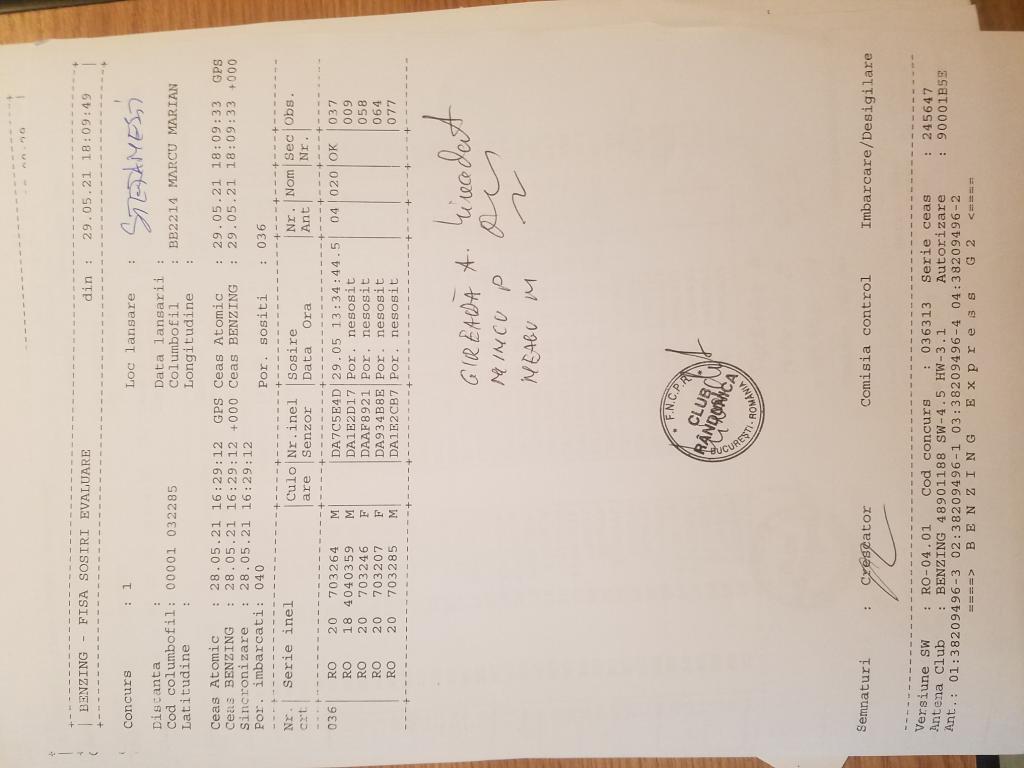 +----------------------------------------------------------------------------+
| BENZING - FISA SOSIRI EVALUARE din : 29.05.21 18:09:49 |
+----------------------------------------------------------------------------+
Concurs : 1 Loc lansare : STEFANESTI
Distanta : Data lansarii :
Cod columbofil: 00001 032285 Columbofil : BB2214 MARCU MARIAN
Latitudine : Longitudine :
Ceas Atomic : 28.05.21 16:29:12 GPS Ceas Atomic : 29.05.21 18:09:33 GPS
Ceas BENZING : 28.05.21 16:29:12 +000 Ceas BENZING : 29.05.21 18:09:33 +000
Sincronizare : 28.05.21 16:29:12
Por. imbarcati: 040 Por. sositi : 036
Nr.| Serie inel |Culo|Nr.inel |Sosire |Nr. |Nom|Sec|Obs.
crt| |are |Senzor |Data Ora |Ant | |Nr.|
036| RO 20 703264 M| |DA7C5E4D|29.05 13:34:44.5| 04|020|OK |037
| RO 18 4040359 M| |DA1E2D17|Por. nesosit | | | |009
| RO 20 703246 F| |DAAF8921|Por. nesosit | | | |058
| RO 20 703207 F| |DA934B8E|Por. nesosit | | | |064
| RO 20 703285 M| |DA1E2CB7|Por. nesosit | | | |077
GIREADĂ A.
MINCU P
NEAGU M
* F.N.C.P.R. *
CLUB
RÂNDUNICA
BUCUREȘTI - ROMANIA
Semnaturi : Crescator Comisia control Imbarcare/Desigilare
Versiune SW : RO-04.01 Cod concurs : 036313 Serie ceas : 245647
Antena Club : BENZING 48901188 SW-4.5 HW-3.1 Autorizare : 90001B5E
Ant.: 01:38209496-3 02:38209496-1 03:38209496-4 04:38209496-2
====> B E N Z I N G E x p r e s s G 2 <====